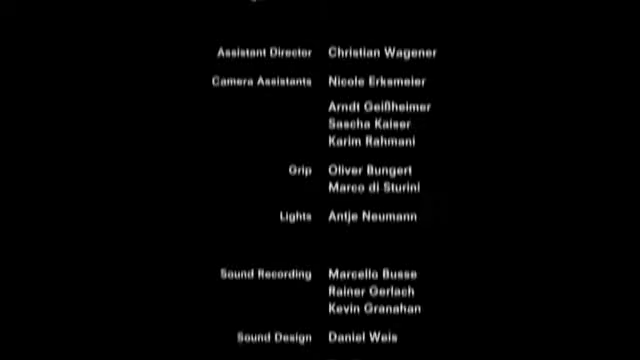 Assistant Director Christian Wagener
Camera Assistants Nicole Erksmeier
Arndt Geißheimer
Sascha Kaiser
Karim Rahmani
Grip Oliver Bungert
Marco di Sturini
Lights Antje Neumann
Sound Recording Marcello Busse
Rainer Gerlach
Kevin Granahan
Sound Design Daniel Weis